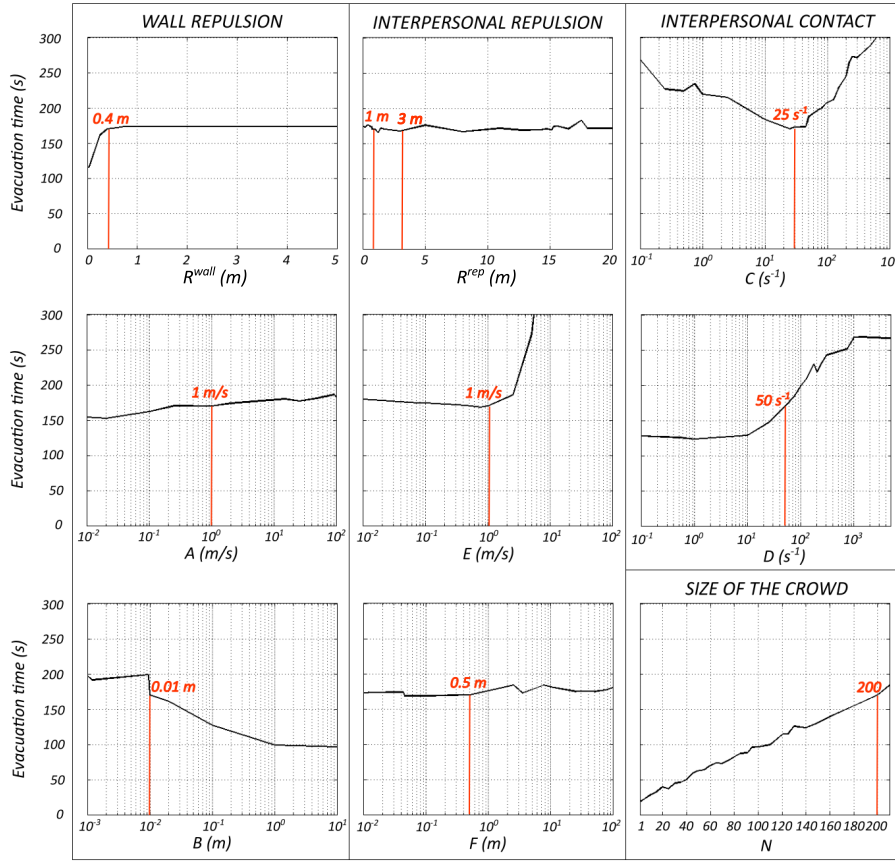 WALL REPULSION
INTERPERSONAL REPULSION
INTERPERSONAL CONTACT
Evacuation time (s)
300
250
200
150
100
50
0
0.4 m
0 1 2 3 4 5
R^wall (m)
1 m 3 m
0 5 10 15 20
R^rep (m)
25 s^-1
10^-1 10^0 10^1 10^2 10^3
C (s^-1)
Evacuation time (s)
300
250
200
150
100
50
0
1 m/s
10^-2 10^-1 10^0 10^1 10^2
A (m/s)
1 m/s
10^-2 10^-1 10^0 10^1 10^2
E (m/s)
50 s^-1
10^-1 10^0 10^1 10^2 10^3
D (s^-1)
SIZE OF THE CROWD
Evacuation time (s)
300
250
200
150
100
50
0
0.01 m
10^-3 10^-2 10^-1 10^0 10^1
B (m)
0.5 m
10^-2 10^-1 10^0 10^1 10^2
F (m)
200
1 20 40 60 80 100 120 140 160 180 200
N